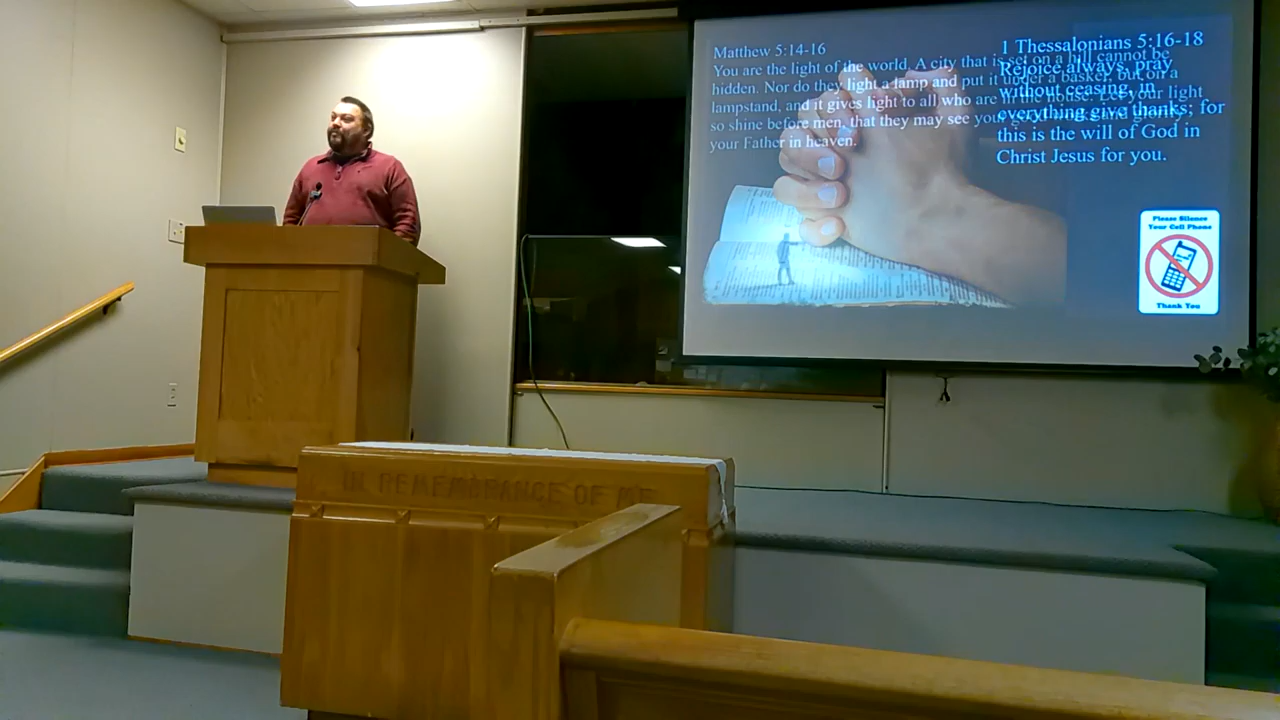 Matthew 5:14-16
You are the light of the world. A city that is set on a hill cannot be
hidden. Nor do they light a lamp and put it under a basket, but on a
lampstand, and it gives light to all who are in the house. Let your light
so shine before men, that they may see your good works and glorify
your Father in heaven.
1 Thessalonians 5:16-18
Rejoice always, pray
without ceasing, in
everything give thanks; for
this is the will of God in
Christ Jesus for you.
Please Silence
Your Cell Phone
Thank You
IN REMEMBRANCE OF ME